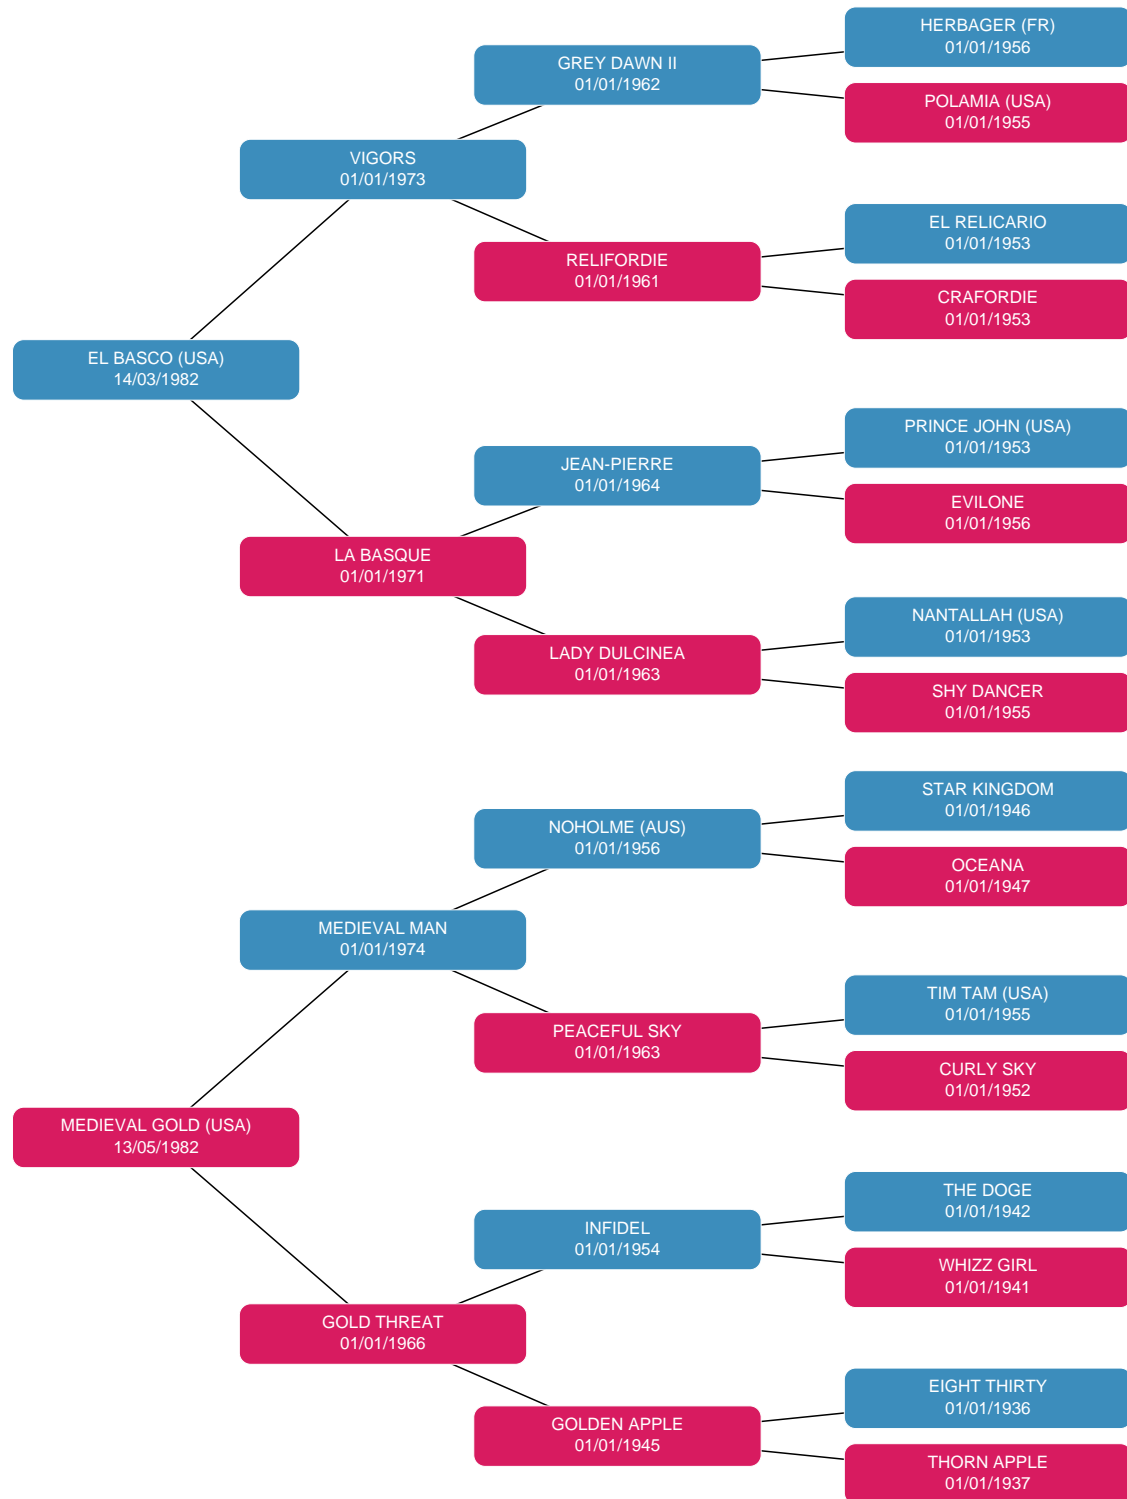 HERBAGER (FR)
01/01/1956
GREY DAWN II
01/01/1962
POLAMIA (USA)
01/01/1955
VIGORS
01/01/1973
EL RELICARIO
01/01/1953
RELIFORDIE
01/01/1961
CRAFORDIE
01/01/1953
EL BASCO (USA)
14/03/1982
PRINCE JOHN (USA)
01/01/1953
JEAN-PIERRE
01/01/1964
EVILONE
01/01/1956
LA BASQUE
01/01/1971
NANTALLAH (USA)
01/01/1953
LADY DULCINEA
01/01/1963
SHY DANCER
01/01/1955
STAR KINGDOM
01/01/1946
NOHOLME (AUS)
01/01/1956
OCEANA
01/01/1947
MEDIEVAL MAN
01/01/1974
TIM TAM (USA)
01/01/1955
PEACEFUL SKY
01/01/1963
CURLY SKY
01/01/1952
MEDIEVAL GOLD (USA)
13/05/1982
THE DOGE
01/01/1942
INFIDEL
01/01/1954
WHIZZ GIRL
01/01/1941
GOLD THREAT
01/01/1966
EIGHT THIRTY
01/01/1936
GOLDEN APPLE
01/01/1945
THORN APPLE
01/01/1937